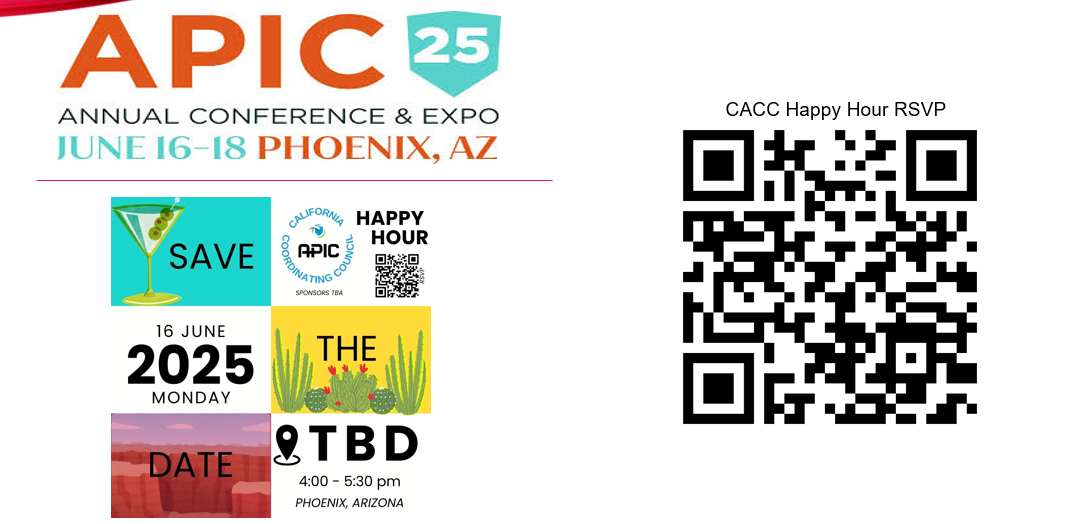 APIC 25
ANNUAL CONFERENCE & EXPO
JUNE 16-18 PHOENIX, AZ
CACC Happy Hour RSVP
SAVE
CALIFORNIA
APIC
COORDINATING COUNCIL
HAPPY
HOUR
RSVP
SPONSORS TBA
16 JUNE
2025
MONDAY
THE
DATE
TBD
4:00 - 5:30 pm
PHOENIX, ARIZONA